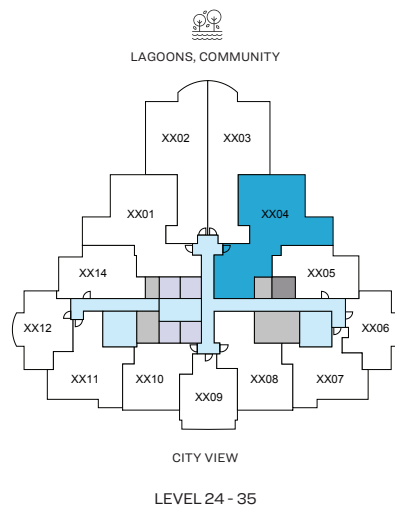 LAGOONS, COMMUNITY
XX02
XX03
XX01
XX04
XX14
XX05
XX12
XX06
XX11
XX10
XX09
XX08
XX07
CITY VIEW
LEVEL 24 - 35